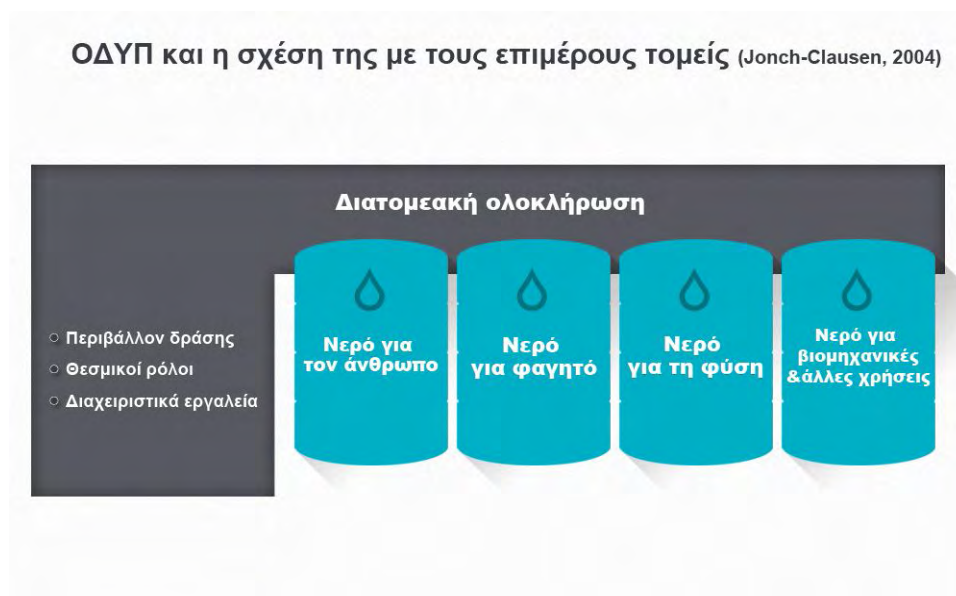 ΟΔΥΠ και η σχέση της με τους επιμέρους τομείς (Jonch-Clausen, 2004)
Διατομεακή ολοκλήρωση
Περιβάλλον δράσης
Θεσμικοί ρόλοι
Διαχειριστικά εργαλεία
Νερό για
τον άνθρωπο
Νερό
για φαγητό
Νερό
για τη φύση
Νερό για
βιομηχανικές
&άλλες χρήσεις